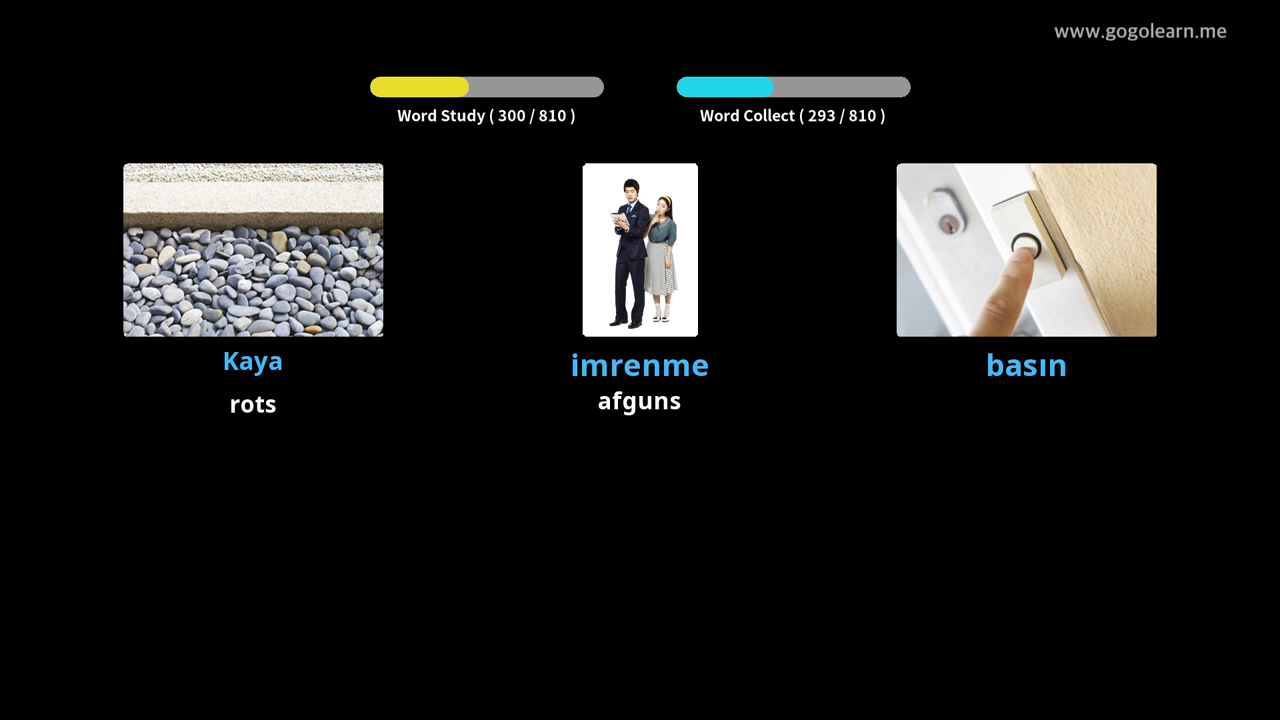 www.gogolearn.me
Word Study ( 300 / 810 )
Word Collect ( 293 / 810 )
Kaya
rots
imrenme
afguns
basın